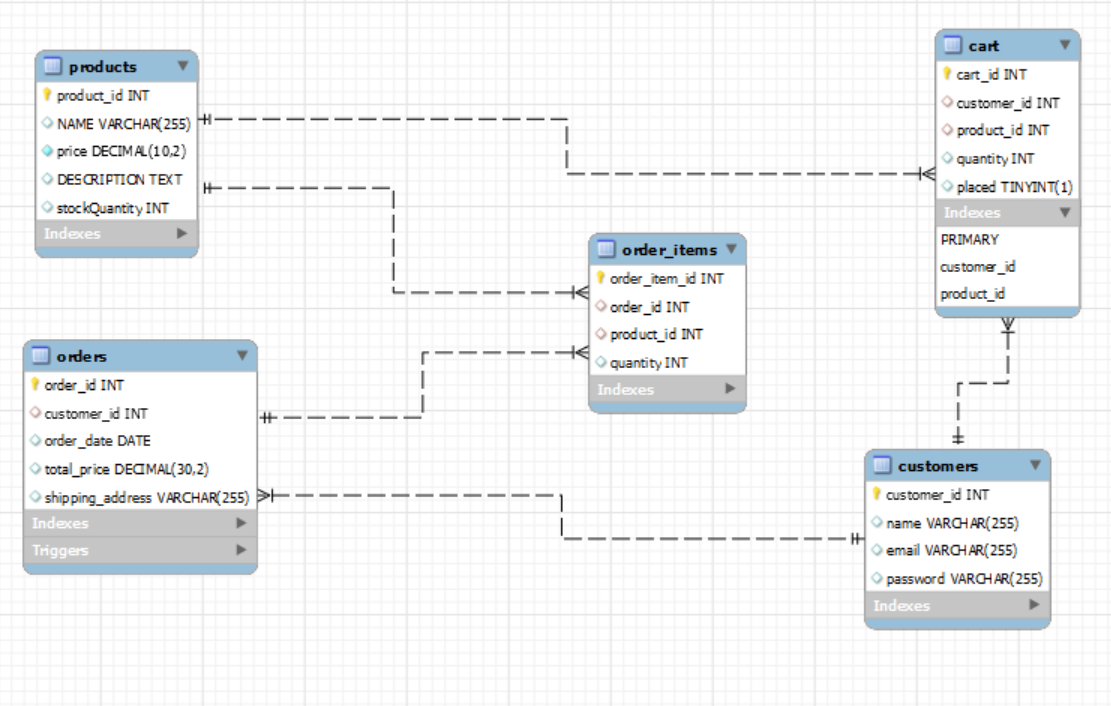 products
product_id INT
NAME VARCHAR(255)
price DECIMAL(10,2)
DESCRIPTION TEXT
stockQuantity INT
Indexes
cart
cart_id INT
customer_id INT
product_id INT
quantity INT
placed TINYINT(1)
Indexes
PRIMARY
customer_id
product_id
order_items
order_item_id INT
order_id INT
product_id INT
quantity INT
Indexes
orders
order_id INT
customer_id INT
order_date DATE
total_price DECIMAL(30,2)
shipping_address VARCHAR(255)
Indexes
Triggers
customers
customer_id INT
name VARCHAR(255)
email VARCHAR(255)
password VARCHAR(255)
Indexes